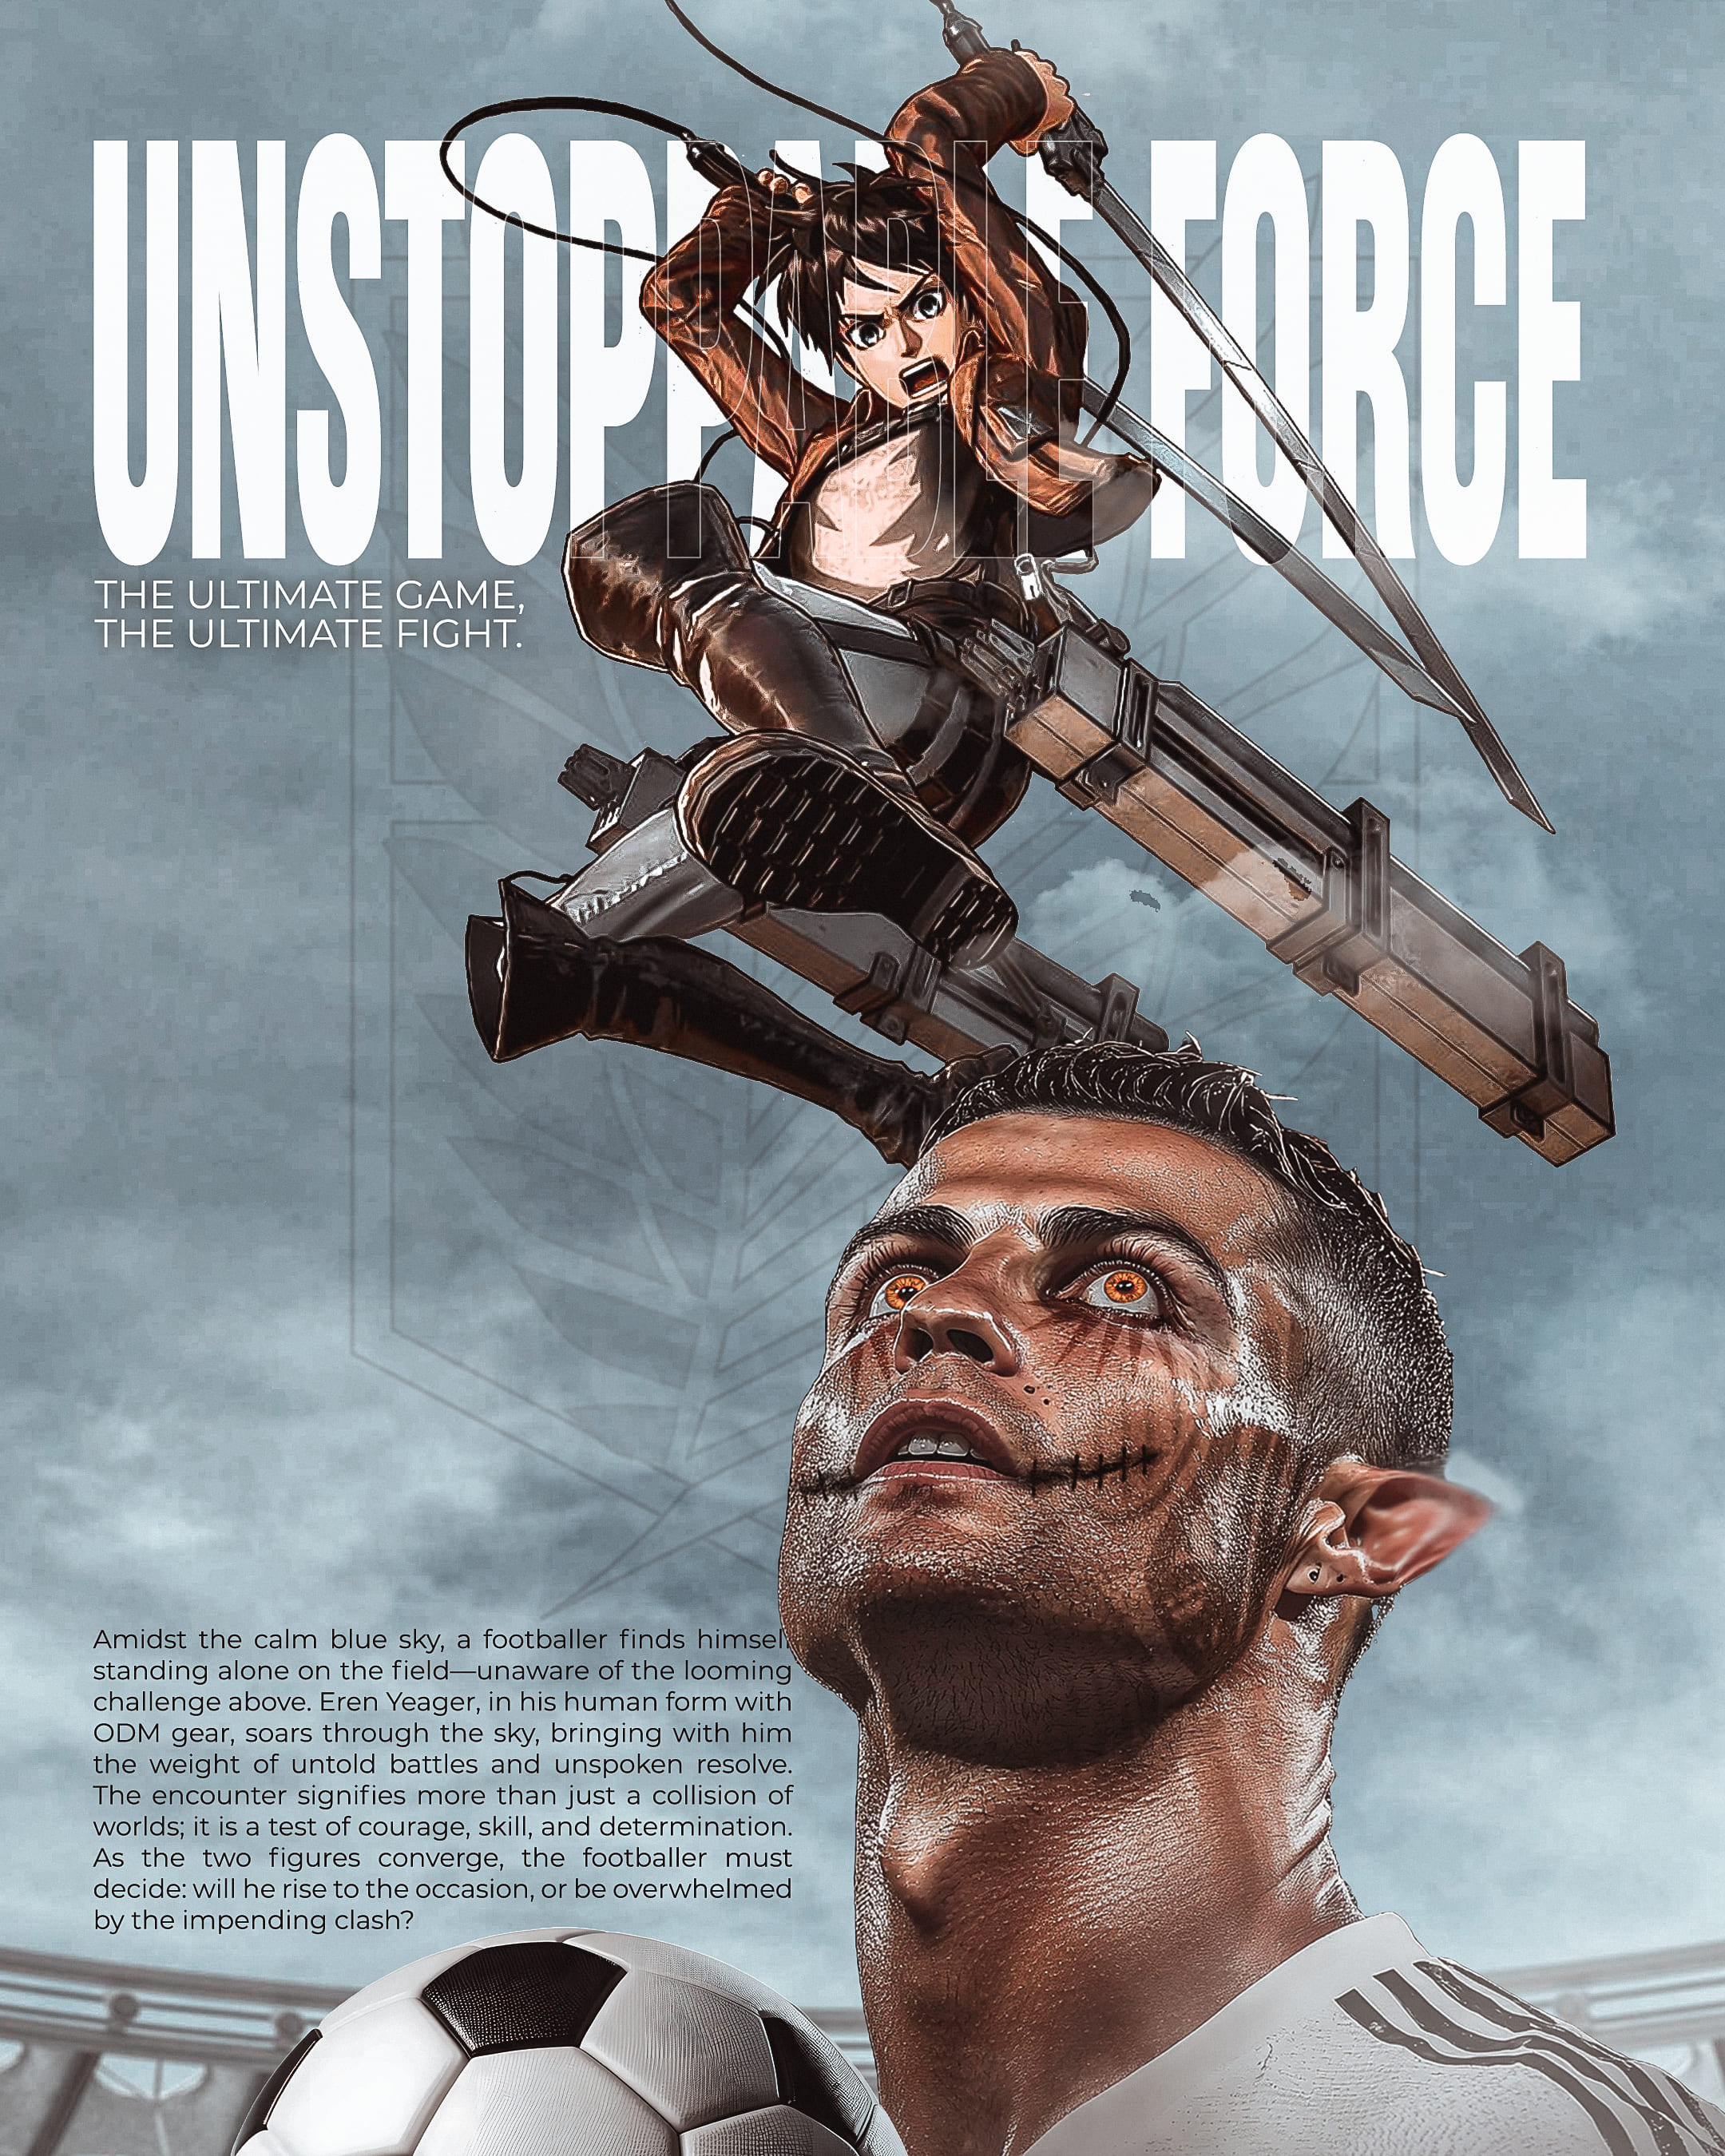 UNSTOPPABLE FORCE
THE ULTIMATE GAME,
THE ULTIMATE FIGHT.
Amidst the calm blue sky, a footballer finds himself
standing alone on the field—unaware of the looming
challenge above. Eren Yeager, in his human form with
ODM gear, soars through the sky, bringing with him
the weight of untold battles and unspoken resolve.
The encounter signifies more than just a collision of
worlds; it is a test of courage, skill, and determination.
As the two figures converge, the footballer must
decide: will he rise to the occasion, or be overwhelmed
by the impending clash?